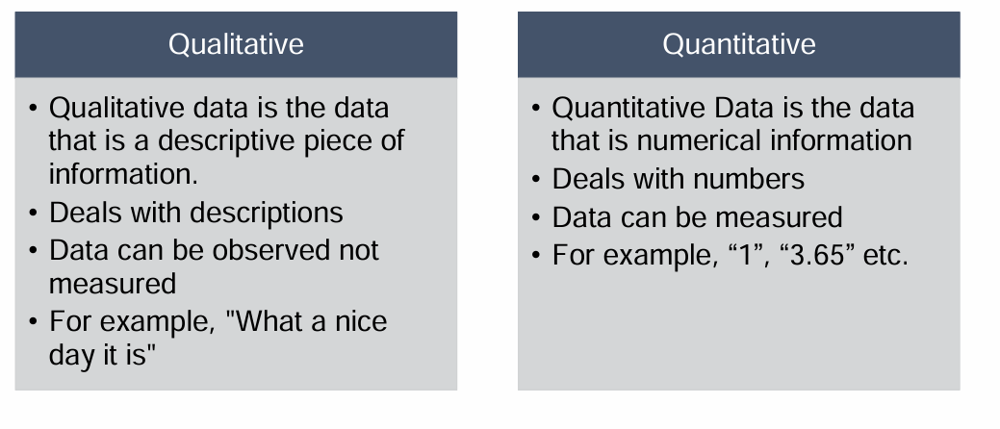 Qualitative
• Qualitative data is the data
that is a descriptive piece of
information.
• Deals with descriptions
• Data can be observed not
measured
• For example, "What a nice
day it is"
Quantitative
• Quantitative Data is the data
that is numerical information
• Deals with numbers
• Data can be measured
• For example, “1”, “3.65” etc.